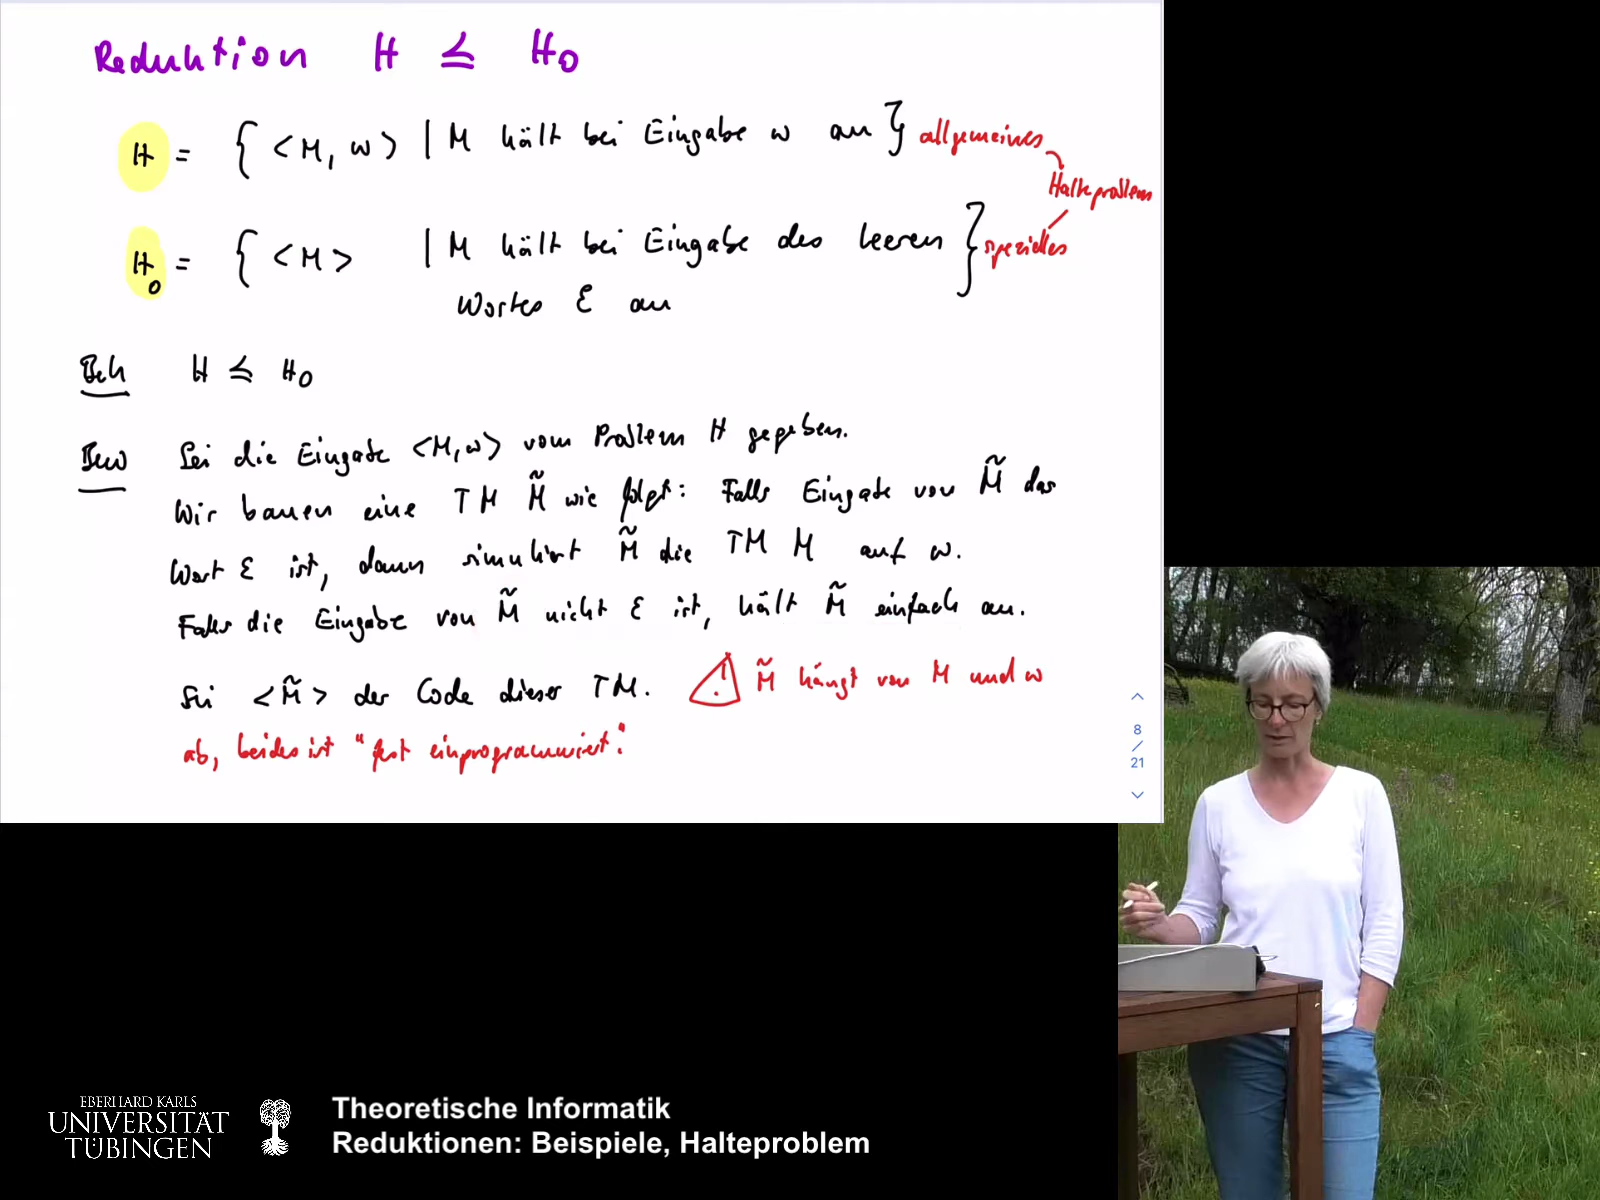 Reduktion H ≤ H₀
H = { <M, w> | M hält bei Eingabe w an } allgemeines
Halteproblem
H₀ = { <M> | M hält bei Eingabe des leeren } spezielles
Wortes ε an
Beh H ≤ H₀
Bew Sei die Eingabe <M,w> vom Problem H gegeben.
Wir bauen eine TM M̃ wie folgt: Falls Eingabe von M̃ das
Wort ε ist, dann simuliert M̃ die TM M auf w.
Falls die Eingabe von M̃ nicht ε ist, hält M̃ einfach an.
Sei <M̃> der Code dieser TM. ⚠ M̃ hängt von M und w
ab, beides ist "fest einprogrammiert".
8
/
21
EBERHARD KARLS
UNIVERSITÄT
TÜBINGEN
Theoretische Informatik
Reduktionen: Beispiele, Halteproblem